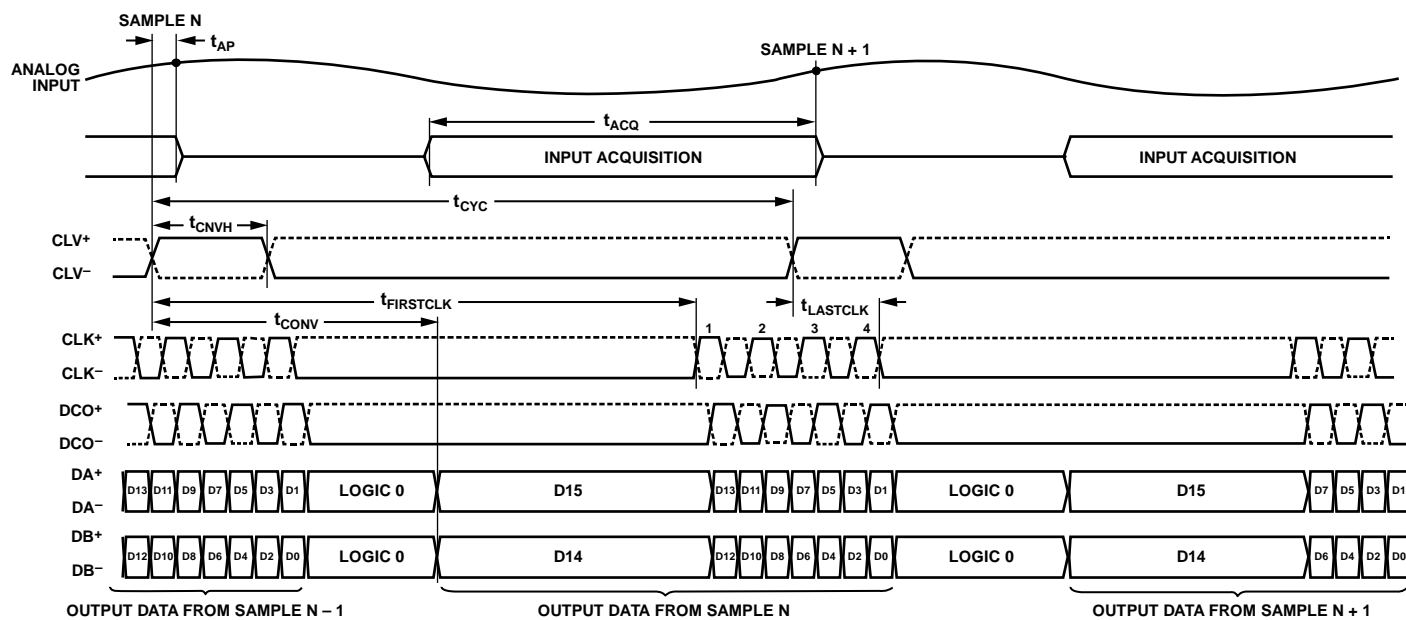 SAMPLE N
tAP
SAMPLE N + 1
ANALOG
INPUT
tACQ
INPUT ACQUISITION
INPUT ACQUISITION
tCYC
tCNVH
CLV+
CLV–
tFIRSTCLK
tLASTCLK
tCONV
1 2 3 4
CLK+
CLK–
DCO+
DCO–
DA+
DA–
D13 D11 D9 D7 D5 D3 D1 LOGIC 0 D15 D13 D11 D9 D7 D5 D3 D1 LOGIC 0 D15 D7 D5 D3 D1
DB+
DB–
D12 D10 D8 D6 D4 D2 D0 LOGIC 0 D14 D12 D10 D8 D6 D4 D2 D0 LOGIC 0 D14 D6 D4 D2 D0
OUTPUT DATA FROM SAMPLE N – 1
OUTPUT DATA FROM SAMPLE N
OUTPUT DATA FROM SAMPLE N + 1